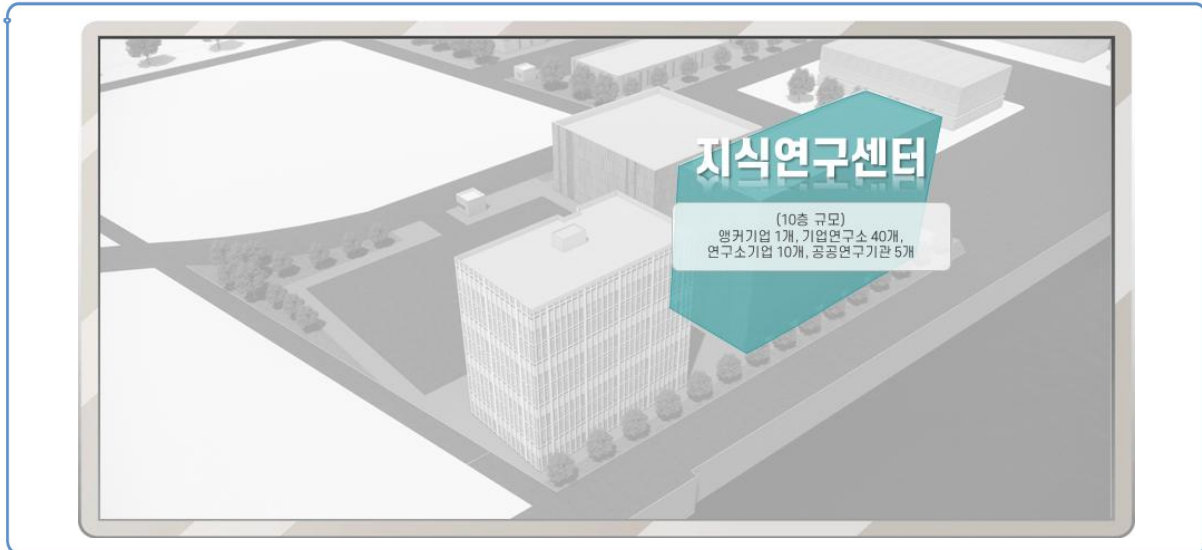 지식연구센터
(10층 규모)
앵커기업 1개, 기업연구소 40개,
연구소기업 10개, 공공연구기관 5개